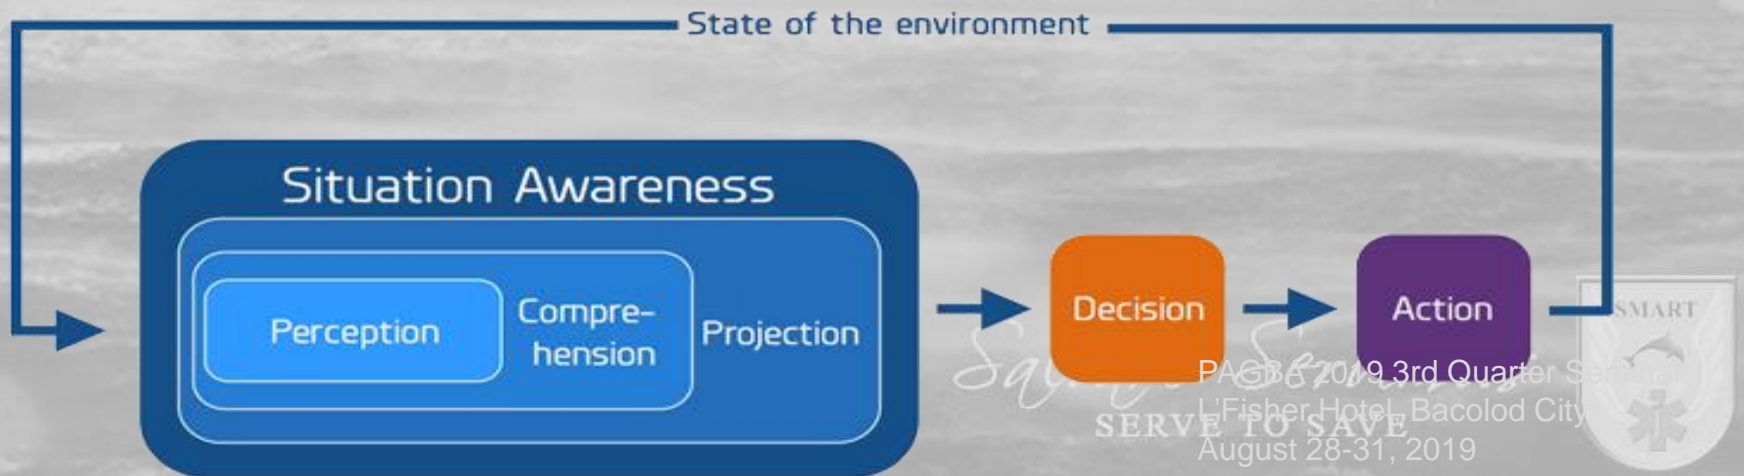 State of the environment
Situation Awareness
Perception
Compre-
hension
Projection
Decision
Action
SMART
PAGBA 2019 3rd Quarter
L'Fisher Hotel, Bacolod City
August 28-31, 2019
SERVE TO SAVE